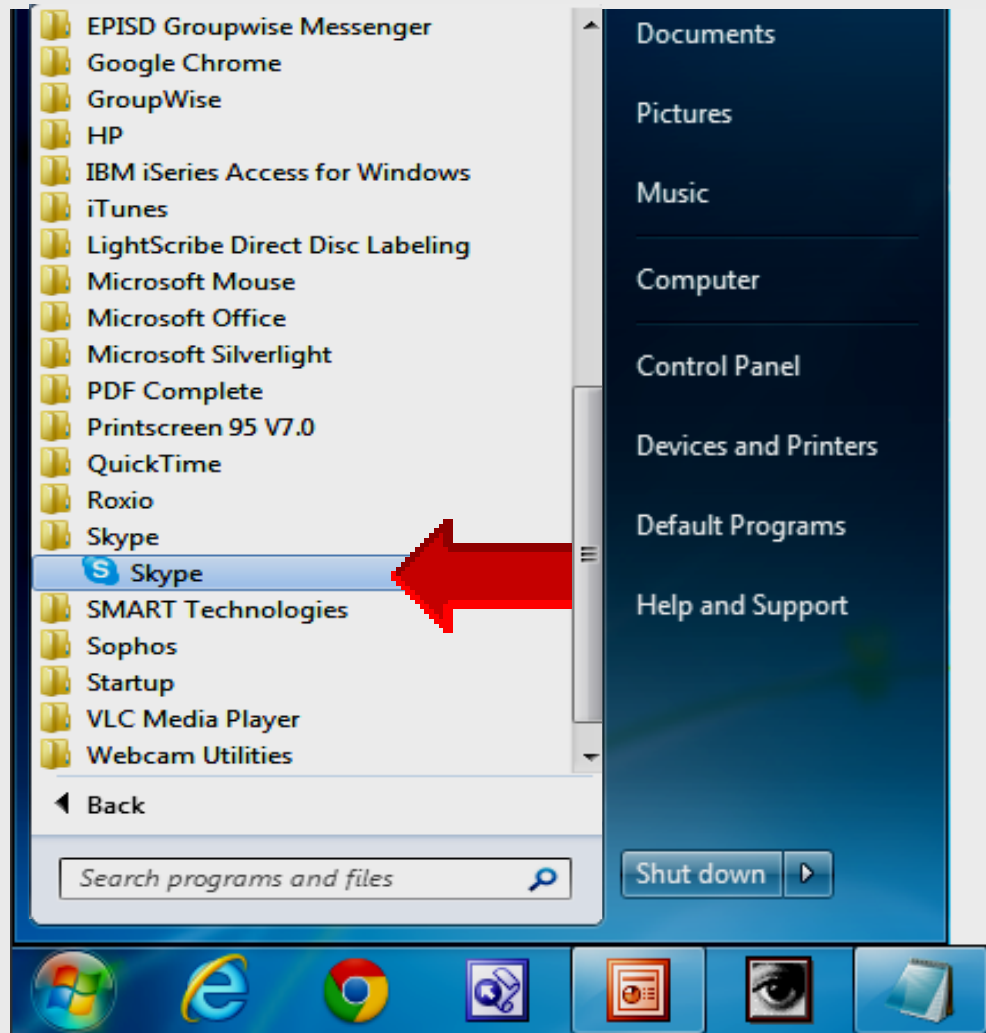 EPISD Groupwise Messenger
Google Chrome
GroupWise
HP
IBM iSeries Access for Windows
iTunes
LightScribe Direct Disc Labeling
Microsoft Mouse
Microsoft Office
Microsoft Silverlight
PDF Complete
Printscreen 95 V7.0
QuickTime
Roxio
Skype
Skype
SMART Technologies
Sophos
Startup
VLC Media Player
Webcam Utilities
Back
Search programs and files
Documents
Pictures
Music
Computer
Control Panel
Devices and Printers
Default Programs
Help and Support
Shut down